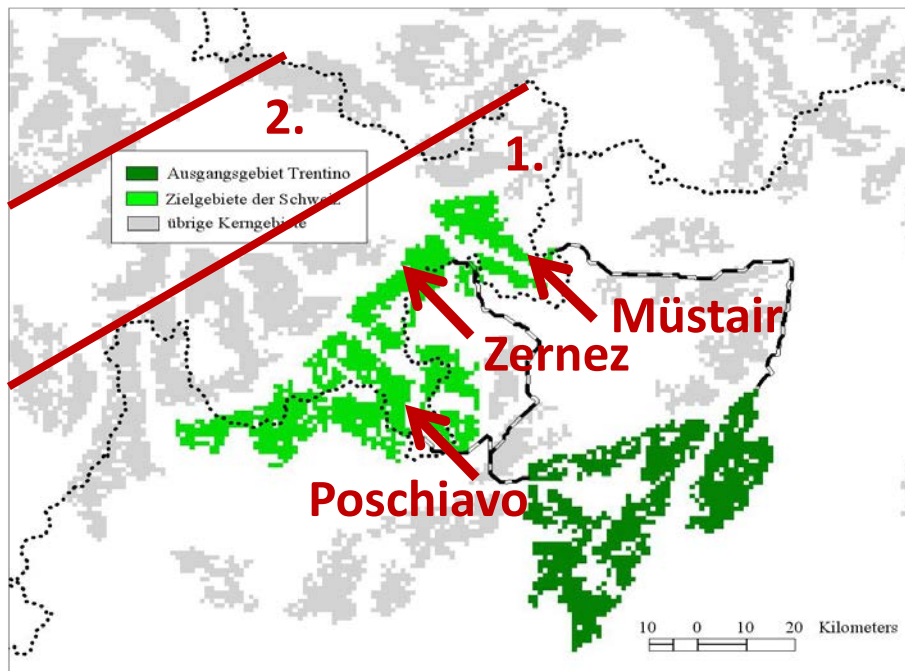 2.
1.
Ausgangsgebiet Trentino
Zielgebiete der Schweiz
übrige Kerngebiete
Müstair
Zernez
Poschiavo
10 0 10 20 Kilometers